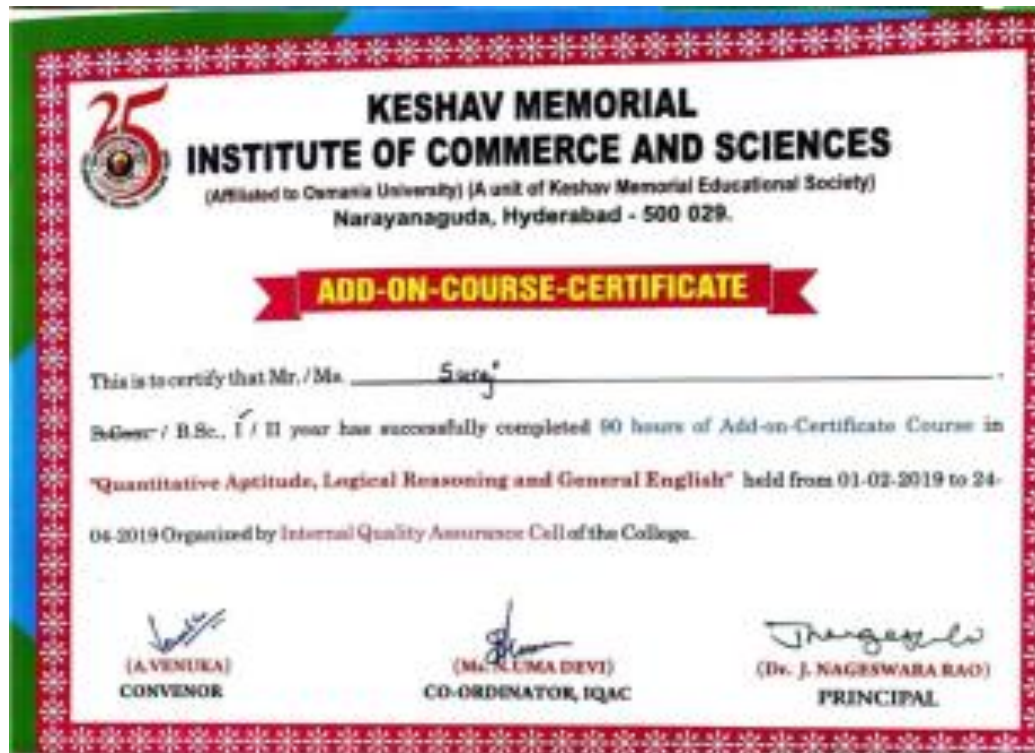 25
KESHAV MEMORIAL
INSTITUTE OF COMMERCE AND SCIENCES
(Affiliated to Osmania University) (A unit of Keshav Memorial Educational Society)
Narayanaguda, Hyderabad - 500 029.
ADD-ON-COURSE-CERTIFICATE
This is to certify that Mr. / Ms. Suraj .
B.Com / B.Sc., I / II year has successfully completed 90 hours of Add-on-Certificate Course in
"Quantitative Aptitude, Logical Reasoning and General English" held from 01-02-2019 to 24-
04-2019 Organized by Internal Quality Assurance Cell of the College.
(A.VENUKA)
CONVENOR
UMA DEVI)
CO-ORDINATOR, IQAC
(Dr. J. NAGESWARA RAO)
PRINCIPAL